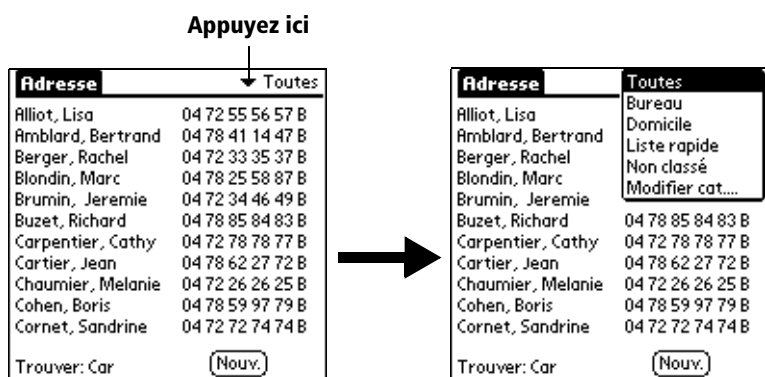 Appuyez ici
Adresse Toutes
Alliot, Lisa 04 72 55 56 57 B
Amblard, Bertrand 04 78 41 14 47 B
Berger, Rachel 04 72 33 35 37 B
Blondin, Marc 04 78 25 58 87 B
Brumin, Jeremie 04 72 34 46 49 B
Buzet, Richard 04 78 85 84 83 B
Carpentier, Cathy 04 72 78 78 77 B
Cartier, Jean 04 78 62 27 72 B
Chaumier, Melanie 04 72 26 26 25 B
Cohen, Boris 04 78 59 97 79 B
Cornet, Sandrine 04 72 72 74 74 B
Trouver: Car Nouv.
Adresse
Toutes
Bureau
Domicile
Liste rapide
Non classé
Modifier cat....
Alliot, Lisa
Amblard, Bertrand
Berger, Rachel
Blondin, Marc
Brumin, Jeremie
Buzet, Richard 04 78 85 84 83 B
Carpentier, Cathy 04 72 78 78 77 B
Cartier, Jean 04 78 62 27 72 B
Chaumier, Melanie 04 72 26 26 25 B
Cohen, Boris 04 78 59 97 79 B
Cornet, Sandrine 04 72 72 74 74 B
Trouver: Car Nouv.